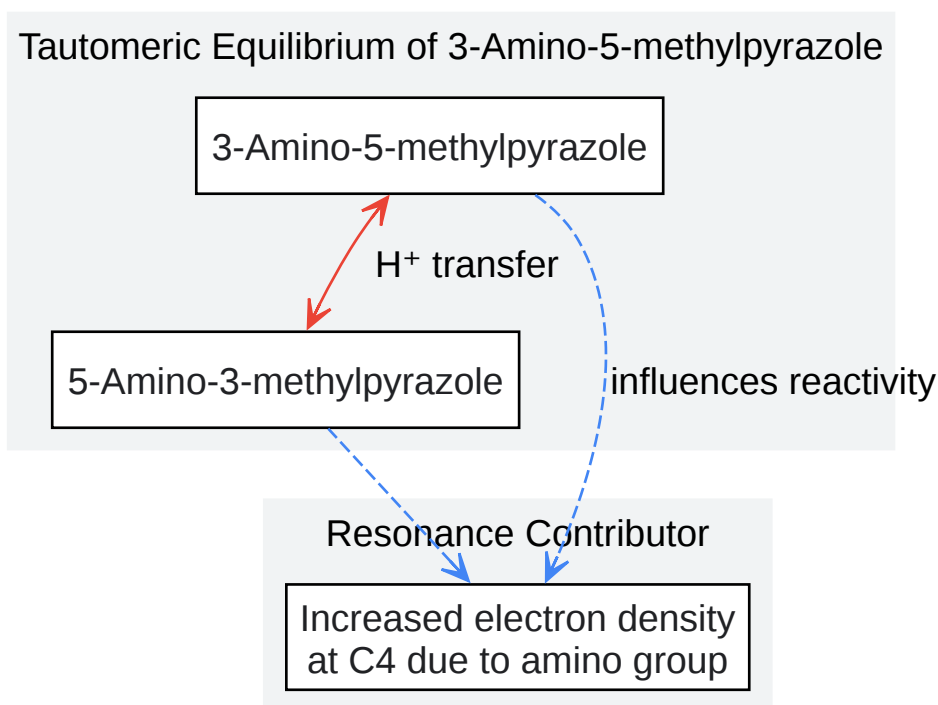 Tautomeric Equilibrium of 3-Amino-5-methylpyrazole
3-Amino-5-methylpyrazole
H⁺ transfer
5-Amino-3-methylpyrazole
influences reactivity
Resonance Contributor
Increased electron density
at C4 due to amino group